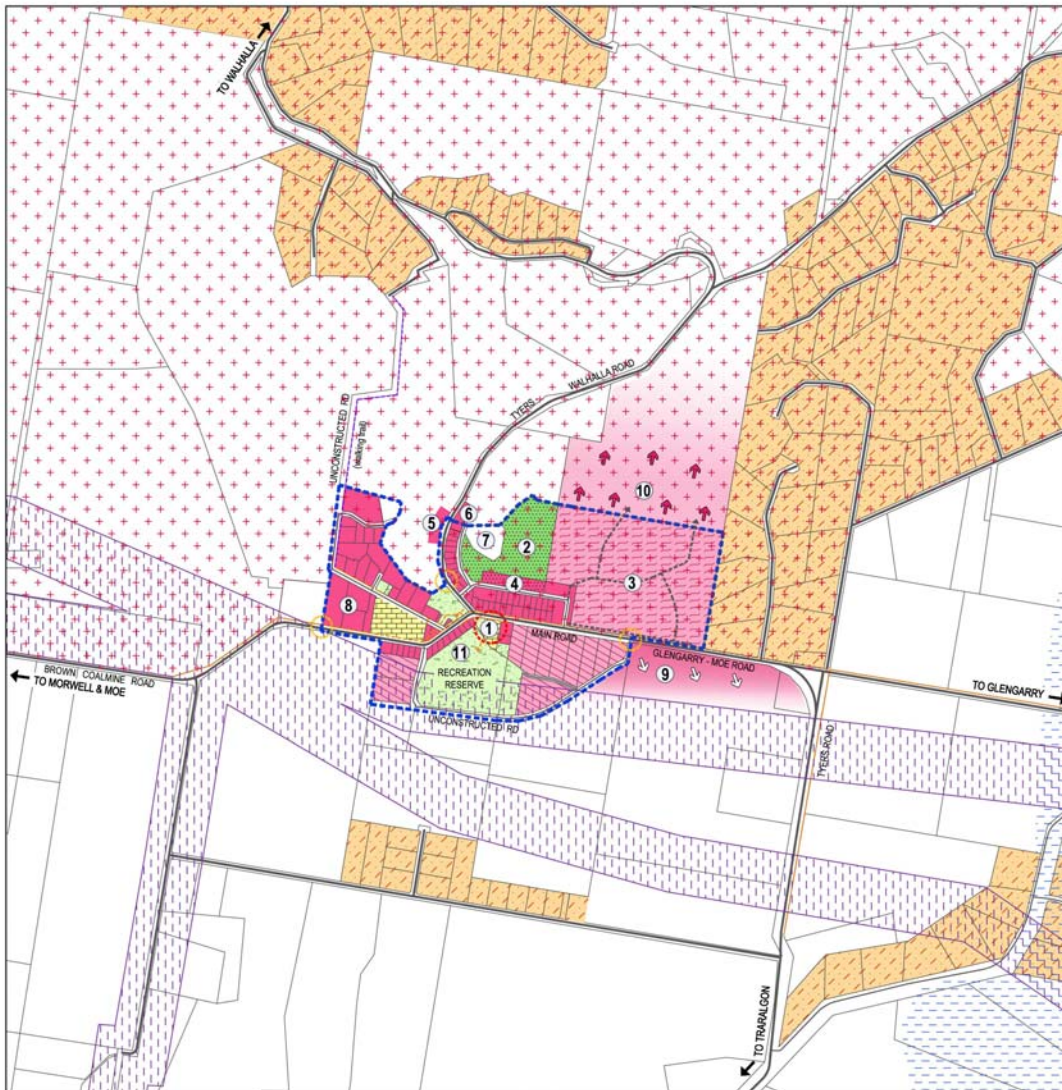 TO WALHALLA
WALHALLA ROAD
TYERS
UNCONSTRUCTED RD
(walking trail)
10
5
6
7
2
3
4
8
1
MAIN ROAD
11
RECREATION
RESERVE
GLENGARRY - MOE ROAD
9
BROWN COALMINE ROAD
TO MORWELL & MOE
TO GLENGARRY
UNCONSTRUCTED RD
TYERS ROAD
TO TRARALGON